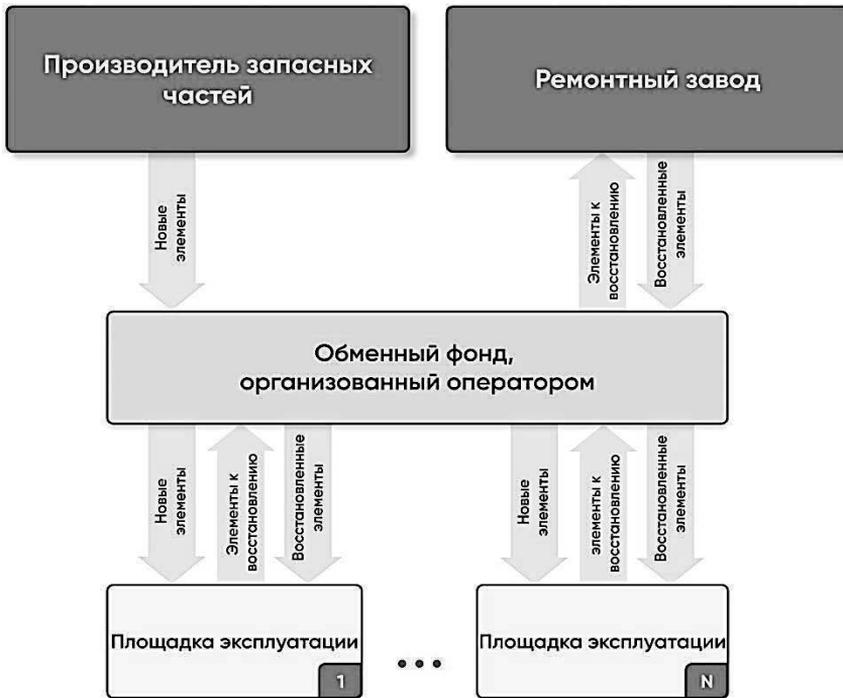 Производитель запасных
частей
Ремонтный завод
Новые
элементы
Элементы к
восстановлению
Восстановленные
элементы
Обменный фонд,
организованный оператором
Новые
элементы
Элементы к
восстановлению
Восстановленные
элементы
Новые
элементы
элементы к
восстановлению
Восстановленные
элементы
Площадка эксплуатации
1
...
Площадка эксплуатации
N